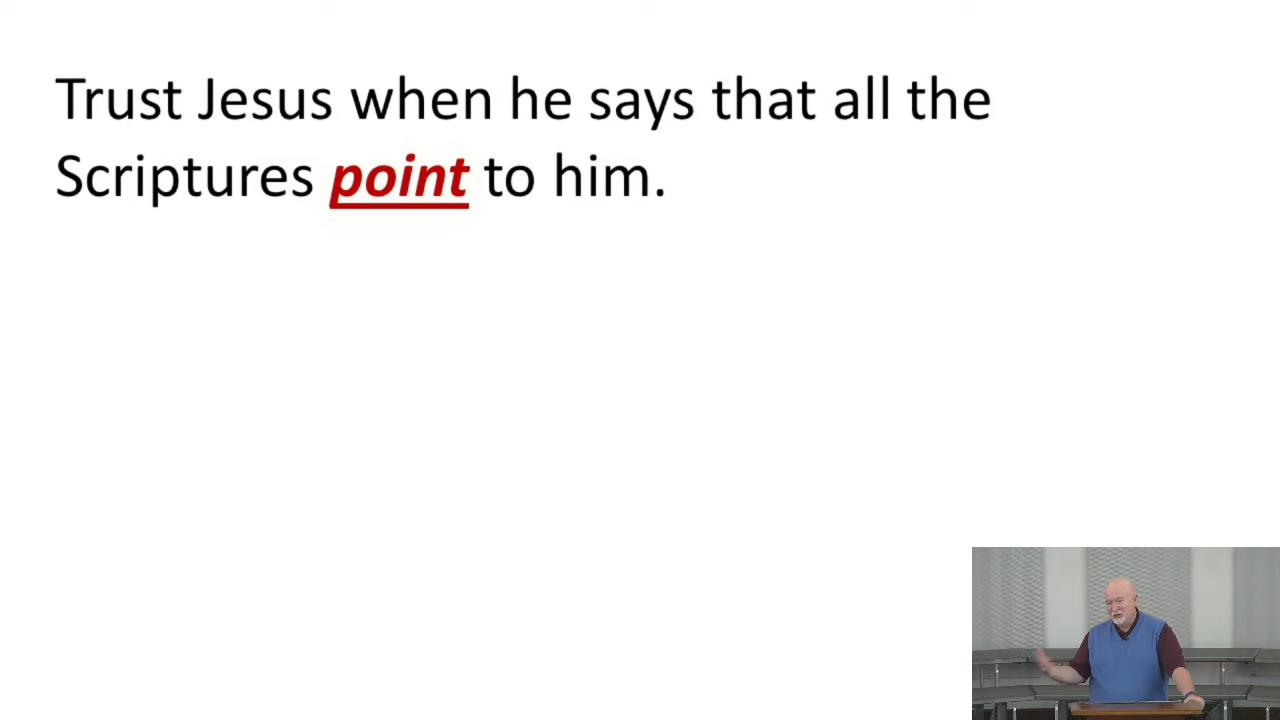 Trust Jesus when he says that all the
Scriptures point to him.